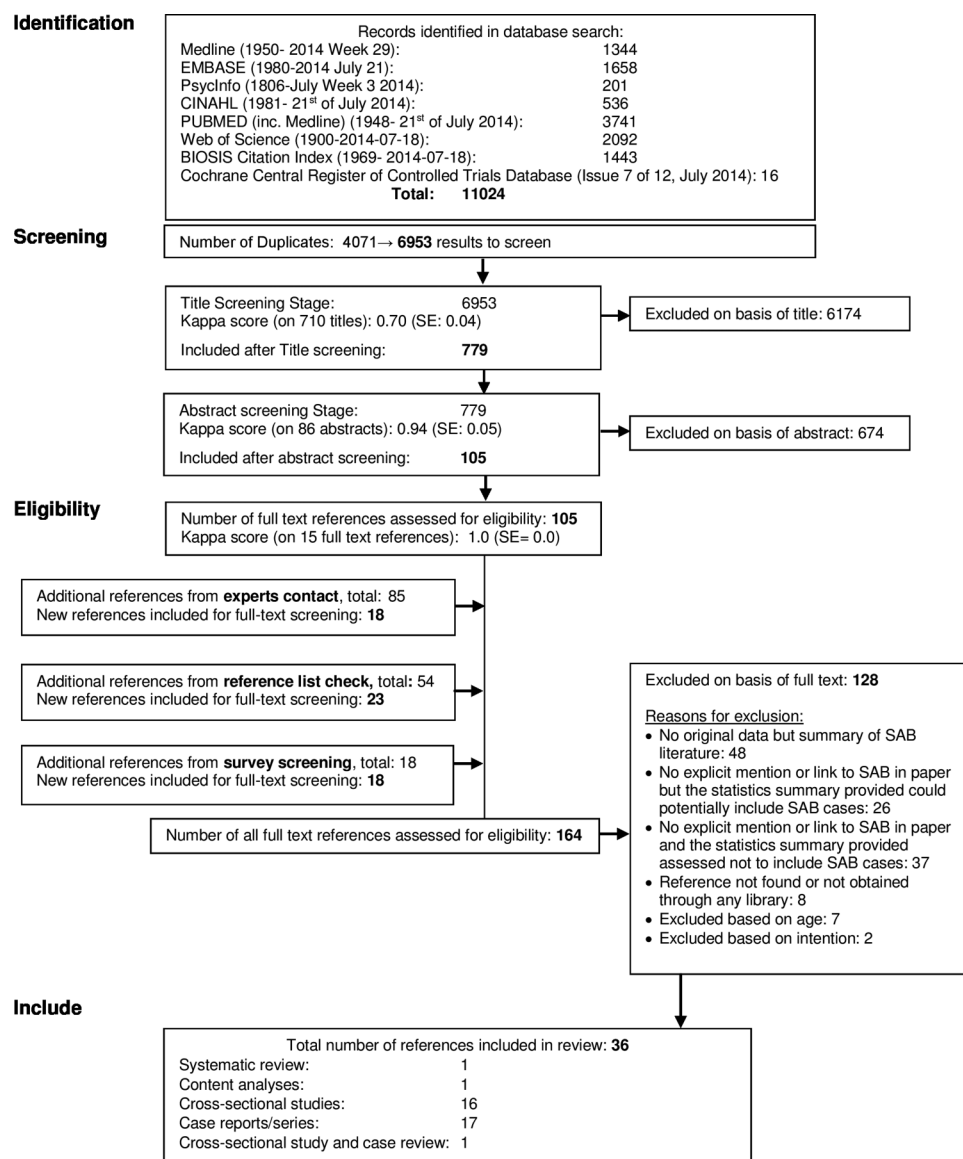 Identification
Records identified in database search:
Medline (1950- 2014 Week 29): 1344
EMBASE (1980-2014 July 21): 1658
PsycInfo (1806-July Week 3 2014): 201
CINAHL (1981- 21st of July 2014): 536
PUBMED (inc. Medline) (1948- 21st of July 2014): 3741
Web of Science (1900-2014-07-18): 2092
BIOSIS Citation Index (1969- 2014-07-18): 1443
Cochrane Central Register of Controlled Trials Database (Issue 7 of 12, July 2014): 16
Total: 11024
Screening
Number of Duplicates: 4071→ 6953 results to screen
Title Screening Stage: 6953
Kappa score (on 710 titles): 0.70 (SE: 0.04)
Included after Title screening: 779
Excluded on basis of title: 6174
Abstract screening Stage: 779
Kappa score (on 86 abstracts): 0.94 (SE: 0.05)
Included after abstract screening: 105
Excluded on basis of abstract: 674
Eligibility
Number of full text references assessed for eligibility: 105
Kappa score (on 15 full text references): 1.0 (SE= 0.0)
Additional references from experts contact, total: 85
New references included for full-text screening: 18
Additional references from reference list check, total: 54
New references included for full-text screening: 23
Additional references from survey screening, total: 18
New references included for full-text screening: 18
Number of all full text references assessed for eligibility: 164
Excluded on basis of full text: 128
Reasons for exclusion:
• No original data but summary of SAB
literature: 48
• No explicit mention or link to SAB in paper
but the statistics summary provided could
potentially include SAB cases: 26
• No explicit mention or link to SAB in paper
and the statistics summary provided
assessed not to include SAB cases: 37
• Reference not found or not obtained
through any library: 8
• Excluded based on age: 7
• Excluded based on intention: 2
Include
Total number of references included in review: 36
Systematic review: 1
Content analyses: 1
Cross-sectional studies: 16
Case reports/series: 17
Cross-sectional study and case review: 1